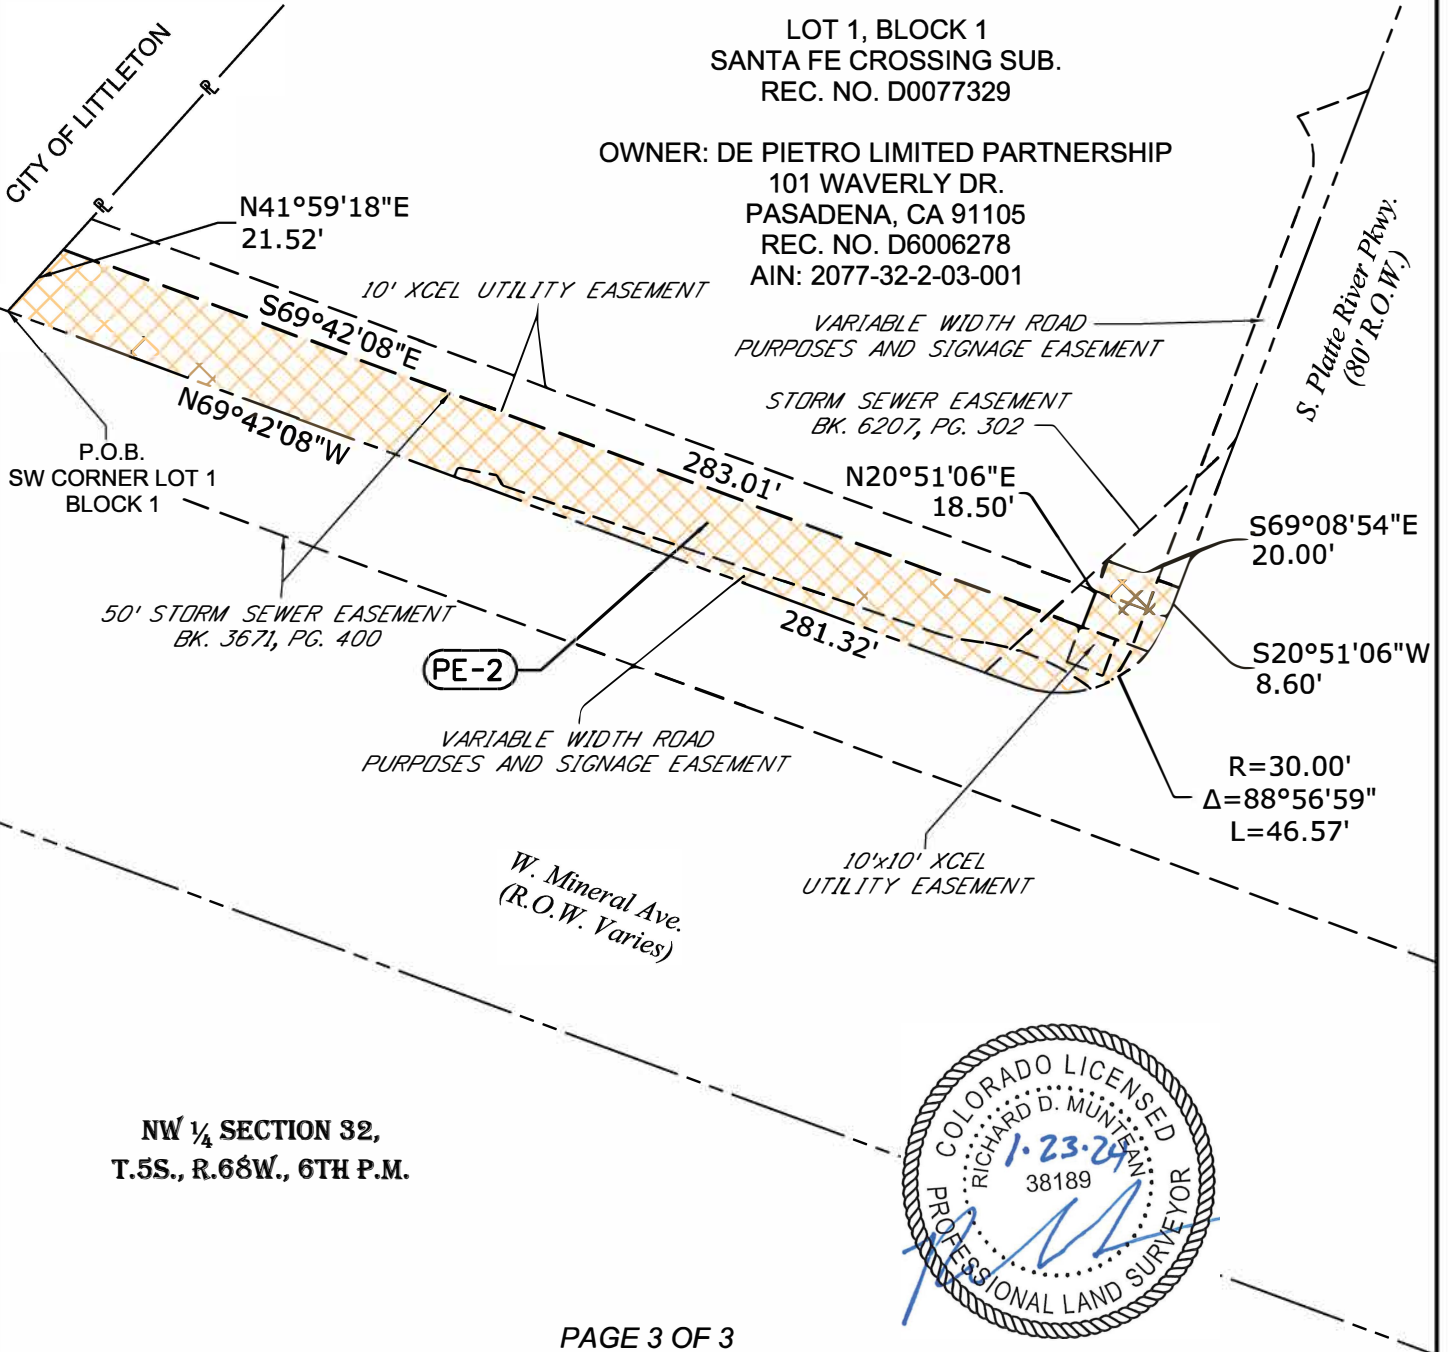 LOT 1, BLOCK 1
SANTA FE CROSSING SUB.
REC. NO. D0077329
OWNER: DE PIETRO LIMITED PARTNERSHIP
101 WAVERLY DR.
PASADENA, CA 91105
REC. NO. D6006278
AIN: 2077-32-2-03-001
CITY OF LITTLETON
PL
PL
N41°59'18"E
21.52'
10' XCEL UTILITY EASEMENT
S69°42'08"E
N69°42'08"W
VARIABLE WIDTH ROAD
PURPOSES AND SIGNAGE EASEMENT
S. Platte River Pkwy.
(80' R.O.W.)
STORM SEWER EASEMENT
BK. 6207, PG. 302
P.O.B.
SW CORNER LOT 1
BLOCK 1
283.01'
N20°51'06"E
18.50'
S69°08'54"E
20.00'
50' STORM SEWER EASEMENT
BK. 3671, PG. 400
281.32'
PE-2
S20°51'06"W
8.60'
VARIABLE WIDTH ROAD
PURPOSES AND SIGNAGE EASEMENT
R=30.00'
Δ=88°56'59"
L=46.57'
10'x10' XCEL
UTILITY EASEMENT
W. Mineral Ave.
(R.O.W. Varies)
NW ¼ SECTION 32,
T.5S., R.68W., 6TH P.M.
COLORADO LICENSED
RICHARD D. MUNTEAN
1·23·24
38189
PROFESSIONAL LAND SURVEYOR
PAGE 3 OF 3